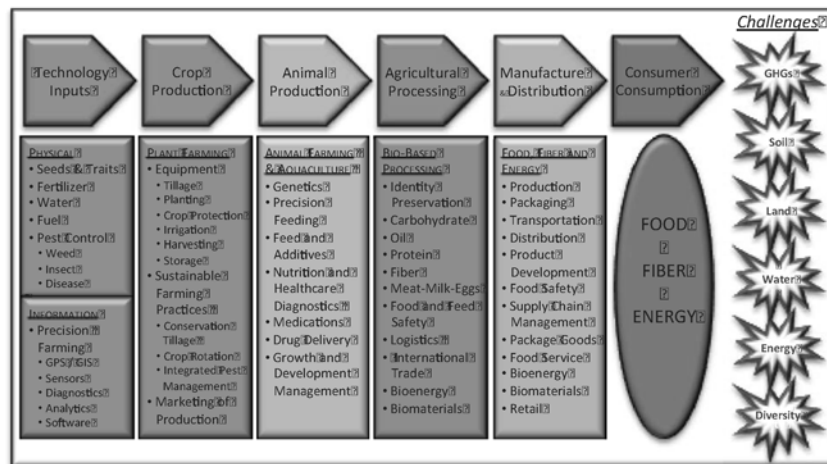 Challenges
Technology
Inputs
Crop
Production
Animal
Production
Agricultural
Processing
Manufacture
& Distribution
Consumer
Consumption
PHYSICAL
• Seeds & Traits
• Fertilizer
• Water
• Fuel
• Pest Control
• Weed
• Insect
• Disease
INFORMATION
• Precision
Farming
• GPS / GIS
• Sensors
• Diagnostics
• Analytics
• Software
PLANT FARMING
• Equipment
• Tillage
• Planting
• Crop Protection
• Irrigation
• Harvesting
• Storage
• Sustainable
Farming
Practices
• Conservation
Tillage
• Crop Rotation
• Integrated Pest
Management
• Marketing of
Production
ANIMAL FARMING
& AQUACULTURE
• Genetics
• Precision
Feeding
• Feed and
Additives
• Nutrition and
Healthcare
Diagnostics
• Medications
• Drug Delivery
• Growth and
Development
Management
BIO-BASED
PROCESSING
• Identity
Preservation
• Carbohydrate
• Oil
• Protein
• Fiber
• Meat-Milk-Eggs
• Food and Feed
Safety
• Logistics
• International
Trade
• Bioenergy
• Biomaterials
FOOD, FIBER AND
ENERGY
• Production
• Packaging
• Transportation
• Distribution
• Product
Development
• Food Safety
• Supply Chain
Management
• Package Goods
• Food Service
• Bioenergy
• Biomaterials
• Retail
FOOD
FIBER
ENERGY
GHGs
Soil
Land
Water
Energy
Diversity